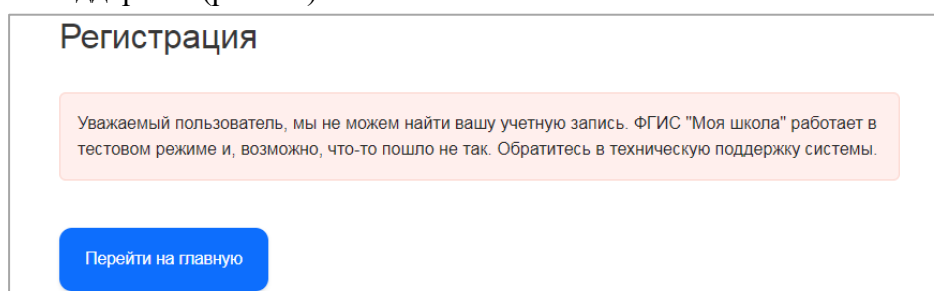 Регистрация
Уважаемый пользователь, мы не можем найти вашу учетную запись. ФГИС "Моя школа" работает в
тестовом режиме и, возможно, что-то пошло не так. Обратитесь в техническую поддержку системы.
Перейти на главную